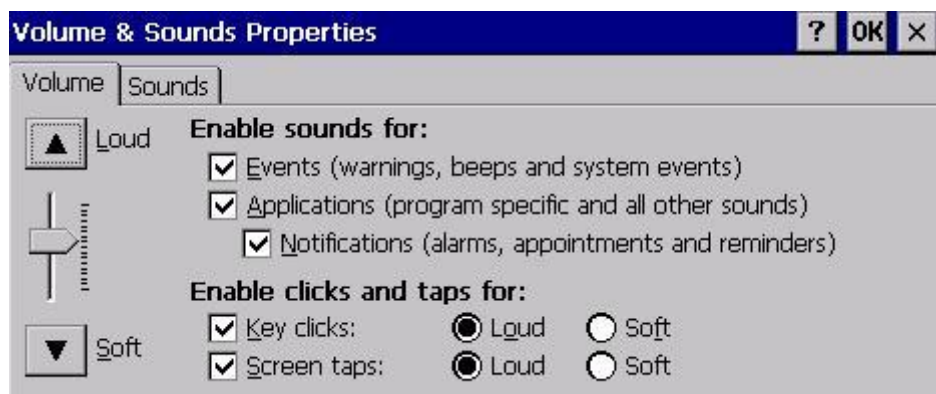 Volume & Sounds Properties ? OK ×
Volume Sounds
Loud
Enable sounds for:
Events (warnings, beeps and system events)
Applications (program specific and all other sounds)
Notifications (alarms, appointments and reminders)
Enable clicks and taps for:
Key clicks: Loud Soft
Soft
Screen taps: Loud Soft